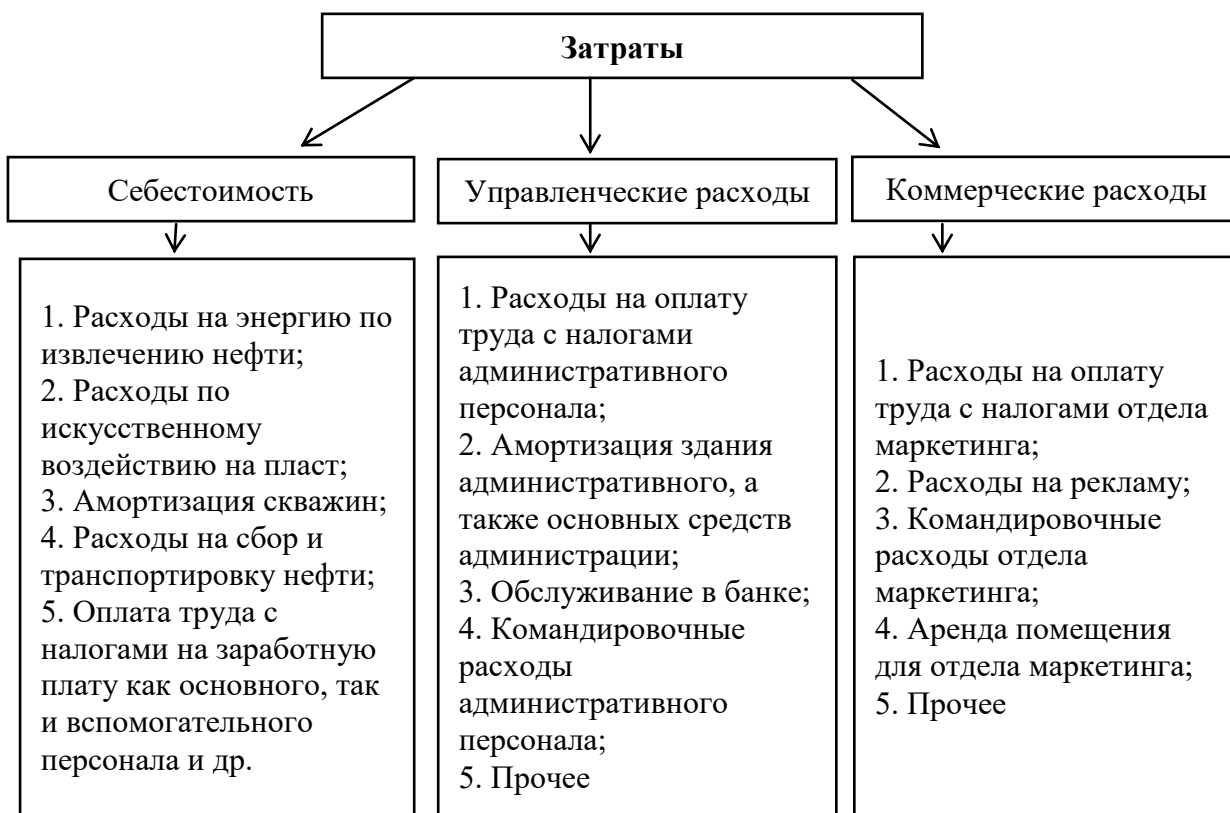 Затраты
Себестоимость
Управленческие расходы
Коммерческие расходы
1. Расходы на энергию по
извлечению нефти;
2. Расходы по
искусственному
воздействию на пласт;
3. Амортизация скважин;
4. Расходы на сбор и
транспортировку нефти;
5. Оплата труда с
налогами на заработную
плату как основного, так
и вспомогательного
персонала и др.
1. Расходы на оплату
труда с налогами
административного
персонала;
2. Амортизация здания
административного, а
также основных средств
администрации;
3. Обслуживание в банке;
4. Командировочные
расходы
административного
персонала;
5. Прочее
1. Расходы на оплату
труда с налогами отдела
маркетинга;
2. Расходы на рекламу;
3. Командировочные
расходы отдела
маркетинга;
4. Аренда помещения
для отдела маркетинга;
5. Прочее